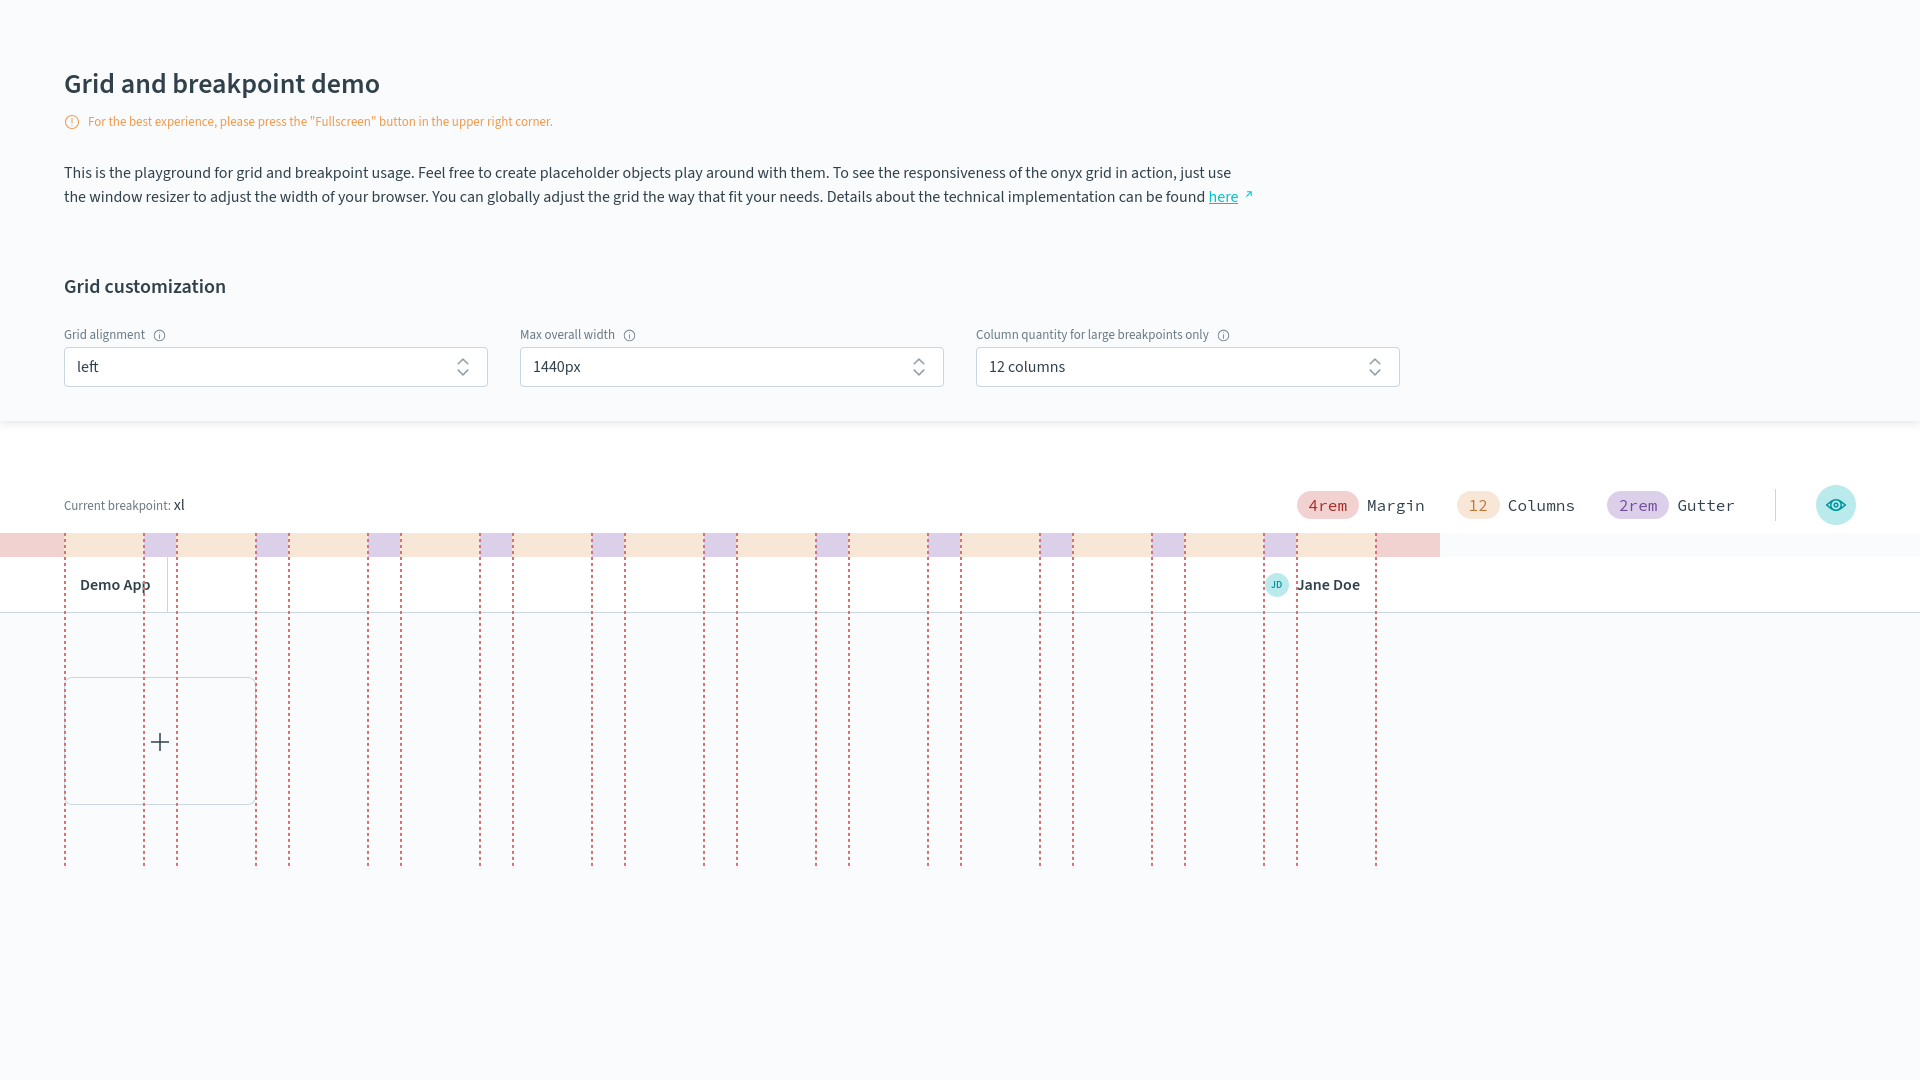 Grid and breakpoint demo
For the best experience, please press the "Fullscreen" button in the upper right corner.
This is the playground for grid and breakpoint usage. Feel free to create placeholder objects play around with them. To see the responsiveness of the onyx grid in action, just use
the window resizer to adjust the width of your browser. You can globally adjust the grid the way that fit your needs. Details about the technical implementation can be found here
Grid customization
Grid alignment
Max overall width
Column quantity for large breakpoints only
left
1440px
12 columns
Current breakpoint: xl
4rem Margin
12 Columns
2rem Gutter
Demo App
JD Jane Doe